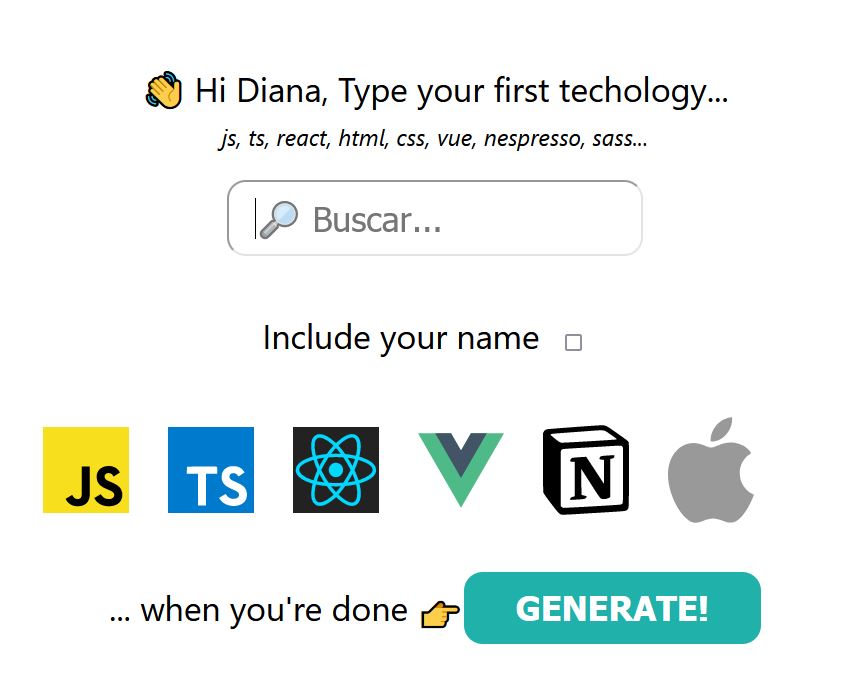 👋 Hi Diana, Type your first techology...
js, ts, react, html, css, vue, nespresso, sass...
🔎 Buscar...
Include your name
JS TS N
... when you're done 👉 GENERATE!